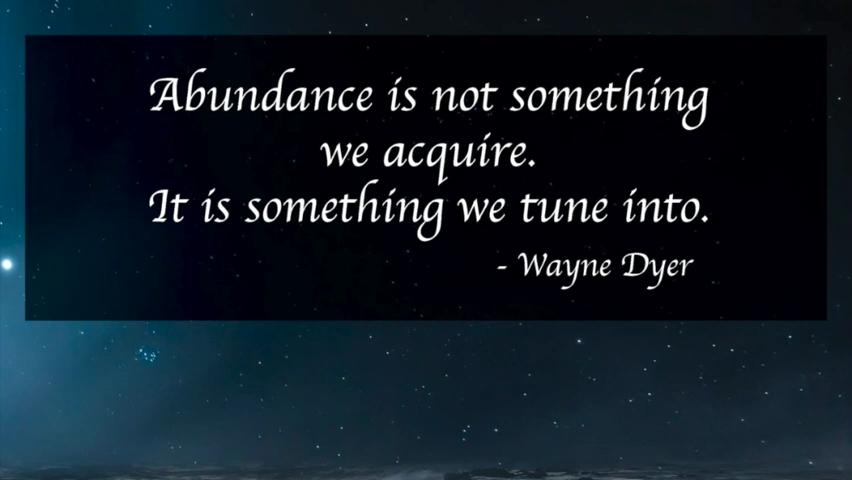 Abundance is not something
we acquire.
It is something we tune into.
- Wayne Dyer